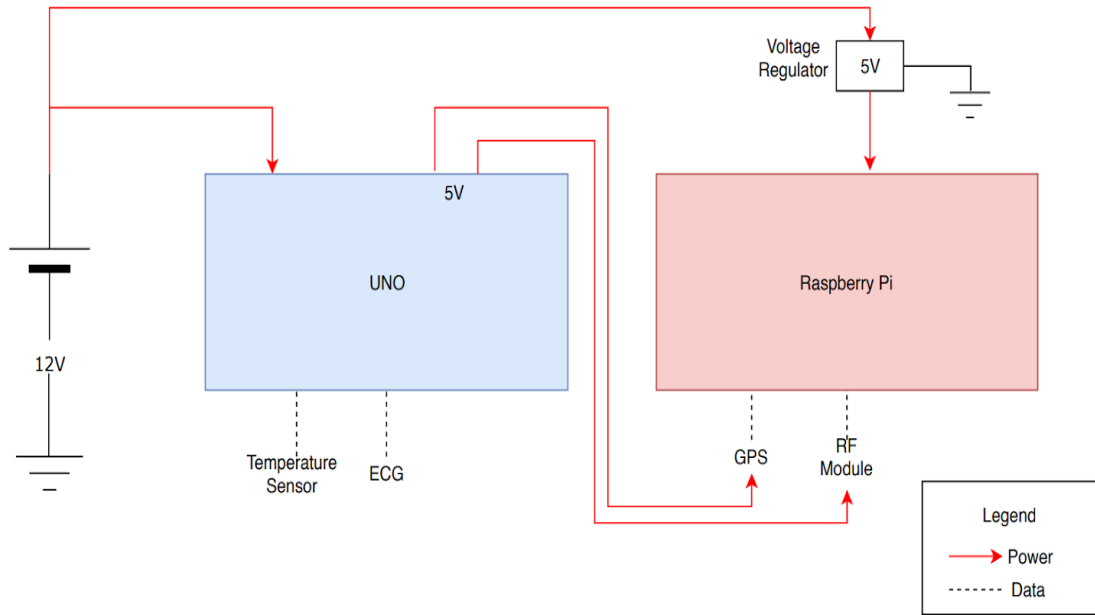 Voltage
Regulator
5V
5V
UNO
Raspberry Pi
12V
Temperature
Sensor
ECG
GPS
RF
Module
Legend
Power
Data